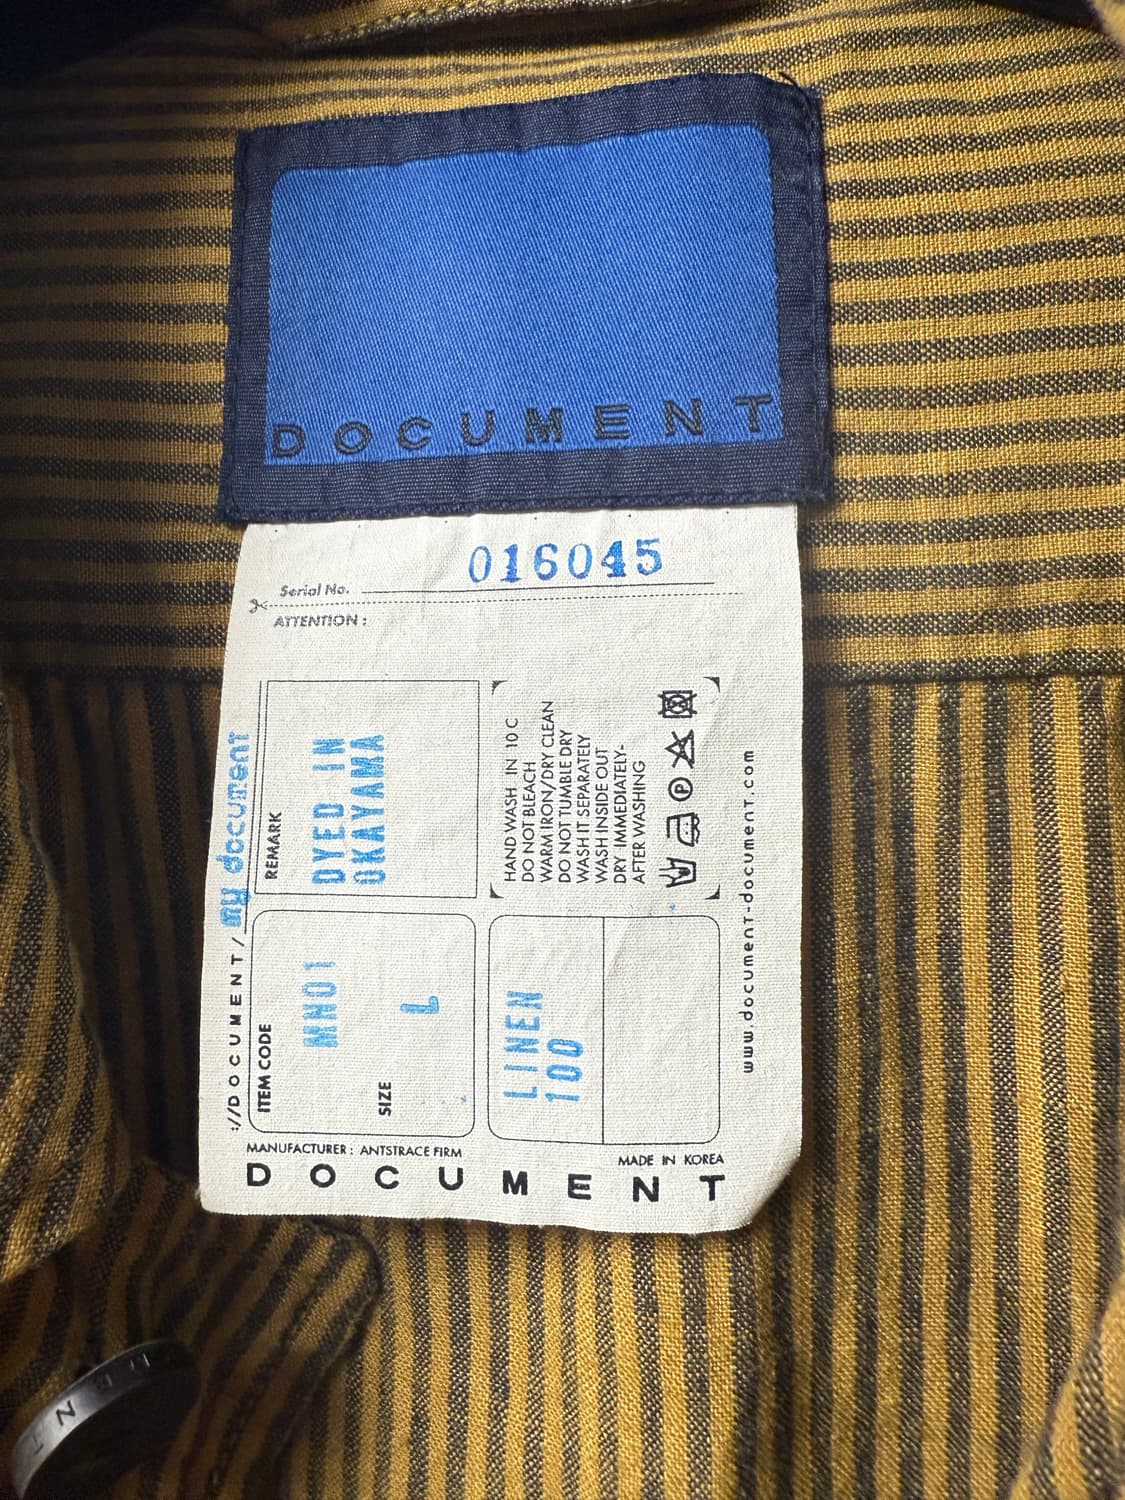 DOCUMENT
Serial No. 016045
ATTENTION :
://DOCUMENT/ my document
REMARK
DYED IN
OKAYAMA
HAND WASH IN 10 C
DO NOT BLEACH
WARM IRON/DRY CLEAN
DO NOT TUMBLE DRY
WASH IT SEPARATELY
WASH INSIDE OUT
DRY IMMEDIATELY-
AFTER WASHING
P
ITEM CODE
MN01
SIZE
L
LINEN
100
www.document-document.com
MANUFACTURER : ANTSTRACE FIRM
MADE IN KOREA
DOCUMENT